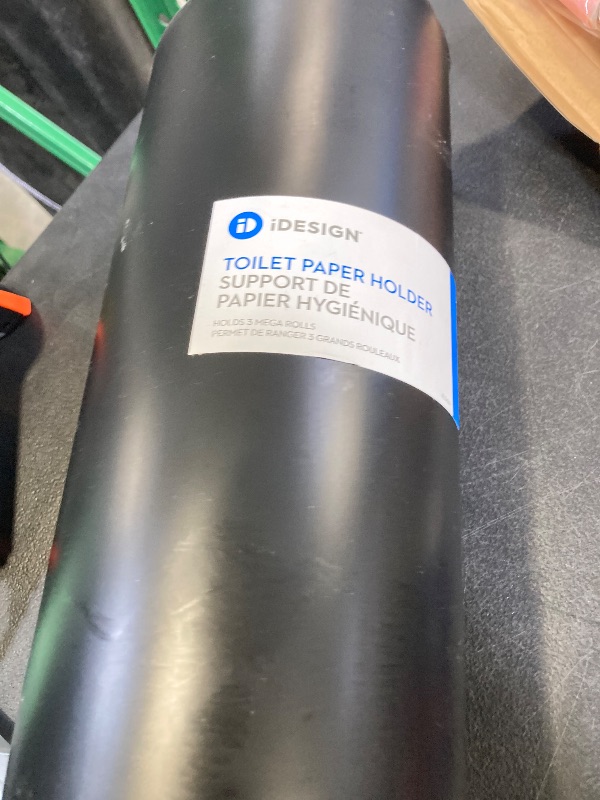 iD iDESIGN
TOILET PAPER HOLDER
SUPPORT DE
PAPIER HYGIÉNIQUE
HOLDS 3 MEGA ROLLS
PERMET DE RANGER 3 GRANDS ROULEAUX